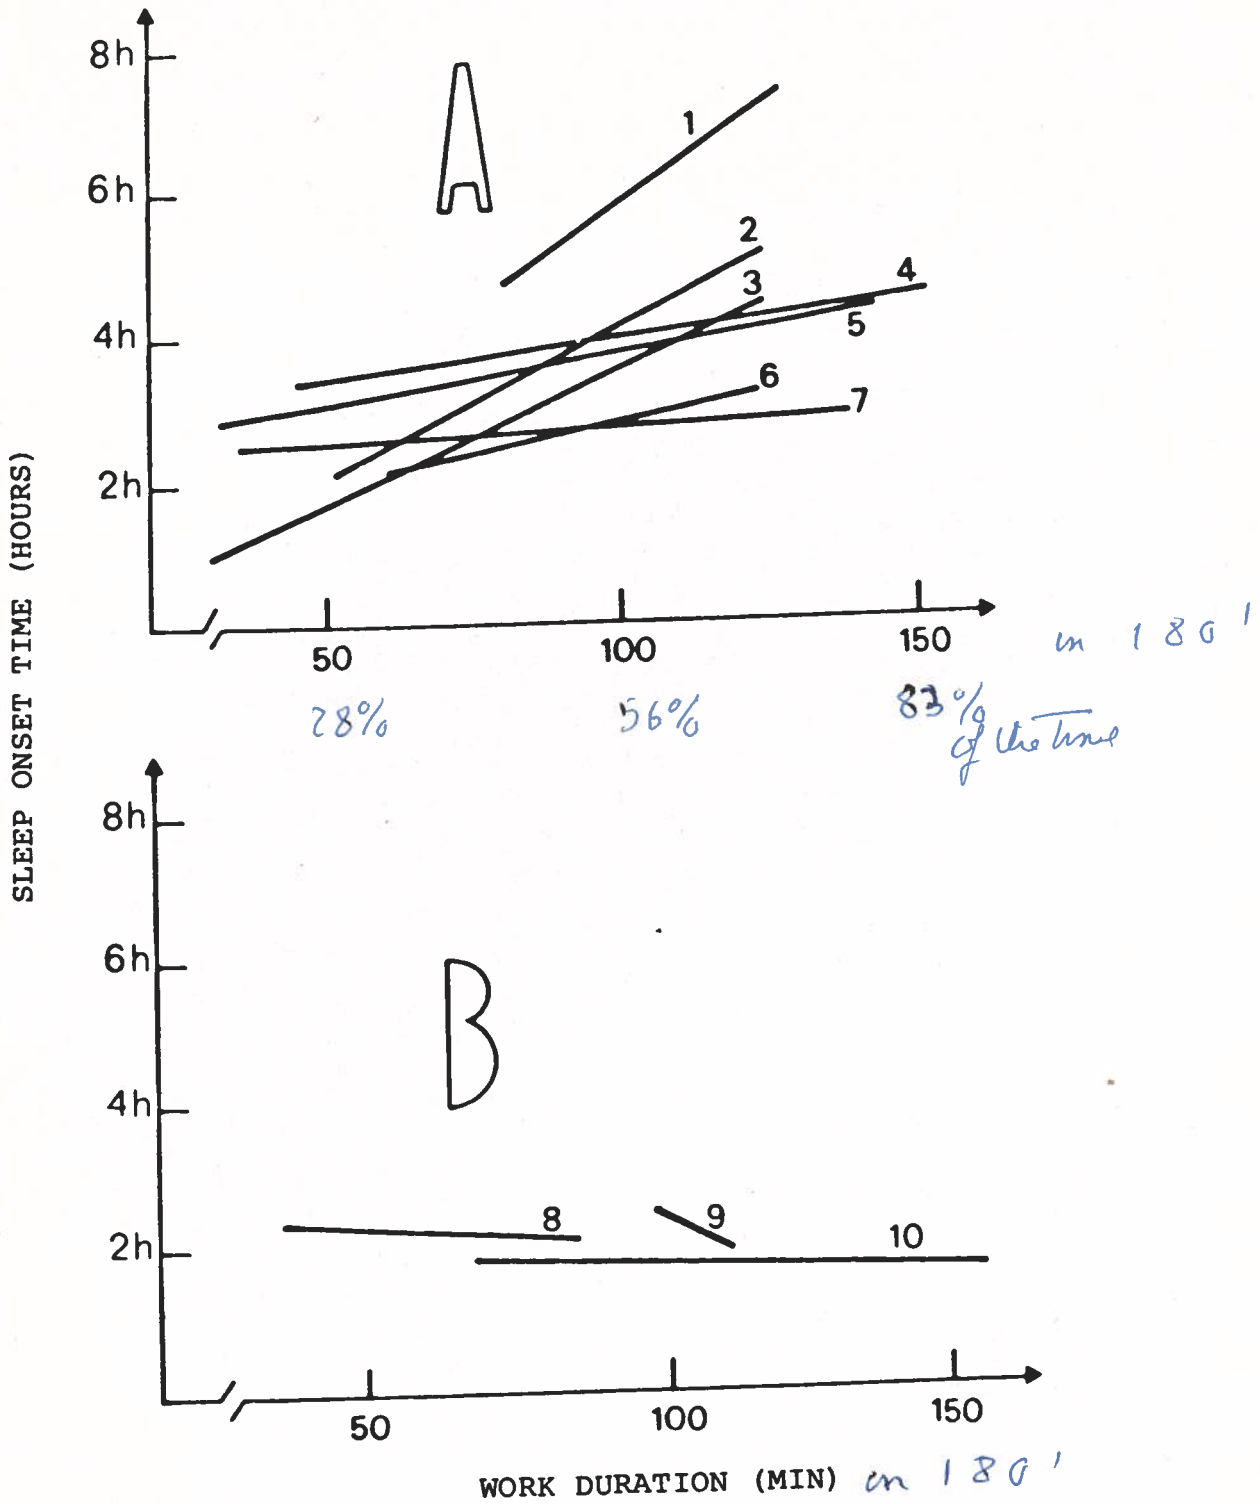 8h
A
1
6h
2
3
4
4h
5
6
7
2h
50
100
150
in 180'
28%
56%
83%
of the Time
SLEEP ONSET TIME (HOURS)
8h
6h
B
4h
8
9
10
2h
50
100
150
WORK DURATION (MIN) in 180'